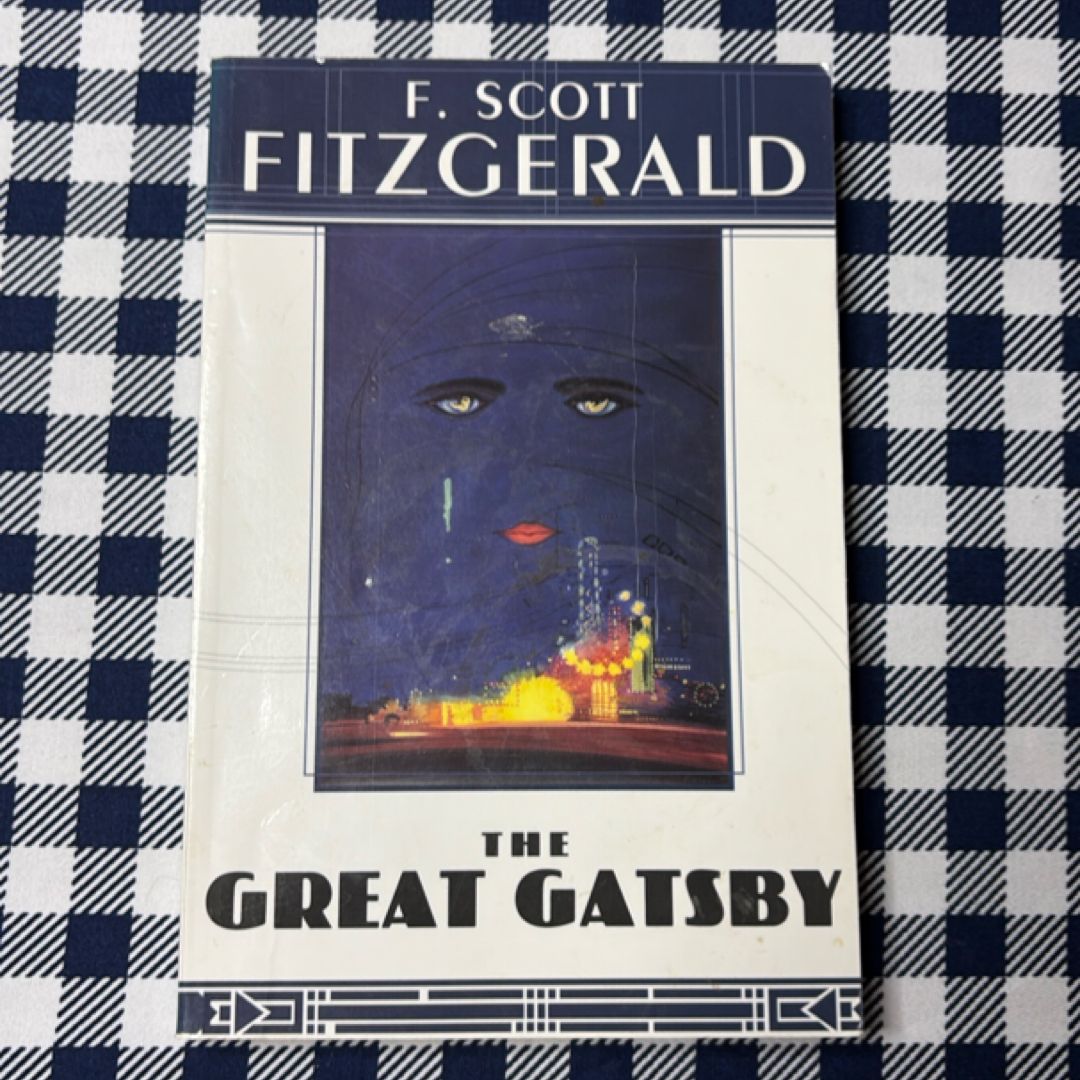 F. SCOTT
FITZGERALD
THE
GREAT GATSBY